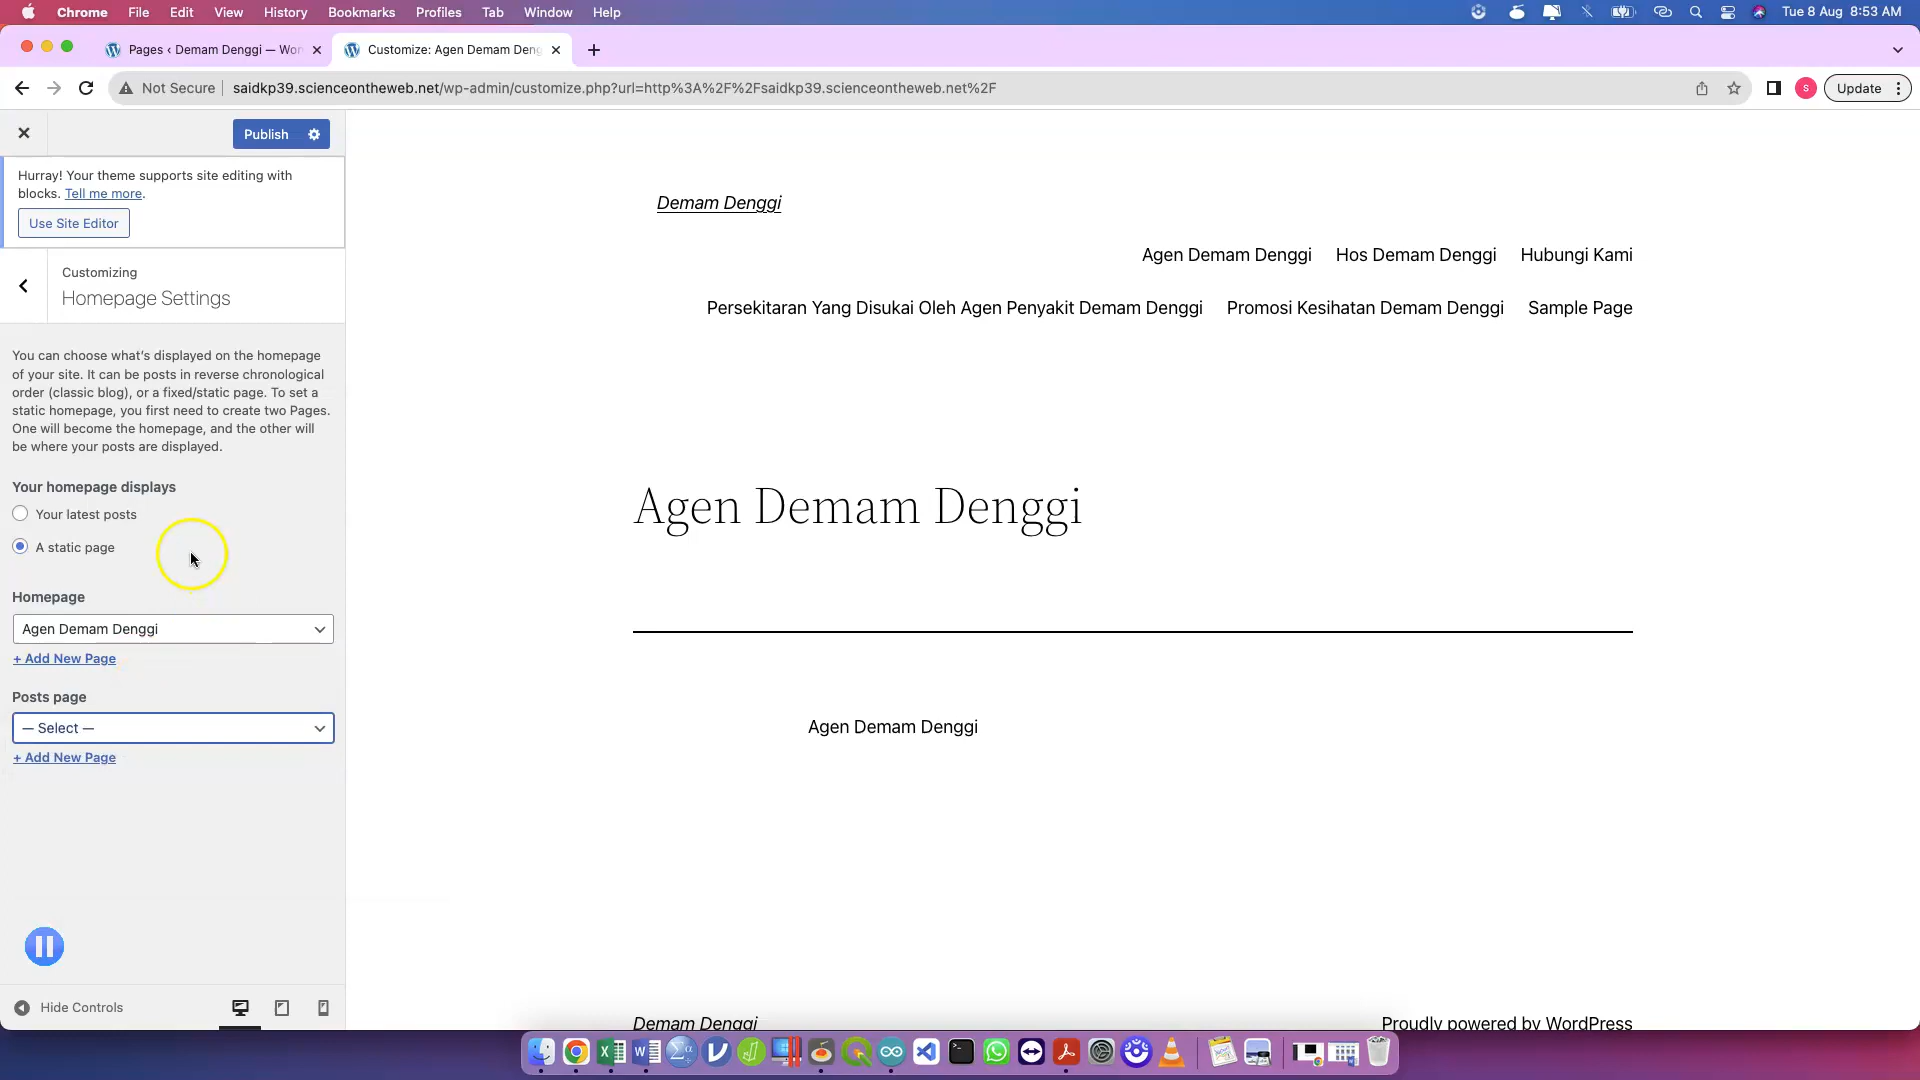 Chrome File Edit View History Bookmarks Profiles Tab Window Help Tue 8 Aug 8:53 AM
Pages ‹ Demam Denggi — Wor
Customize: Agen Demam Deng
Not Secure saidkp39.scienceontheweb.net/wp-admin/customize.php?url=http%3A%2F%2Fsaidkp39.scienceontheweb.net%2F S Update
Publish
Hurray! Your theme supports site editing with
blocks. Tell me more.
Use Site Editor
Customizing
Homepage Settings
You can choose what's displayed on the homepage
of your site. It can be posts in reverse chronological
order (classic blog), or a fixed/static page. To set a
static homepage, you first need to create two Pages.
One will become the homepage, and the other will
be where your posts are displayed.
Your homepage displays
Your latest posts
A static page
Homepage
Agen Demam Denggi
+ Add New Page
Posts page
— Select —
+ Add New Page
Hide Controls
Demam Denggi
Agen Demam Denggi Hos Demam Denggi Hubungi Kami
Persekitaran Yang Disukai Oleh Agen Penyakit Demam Denggi Promosi Kesihatan Demam Denggi Sample Page
Agen Demam Denggi
Agen Demam Denggi
Demam Denggi Proudly powered by WordPress